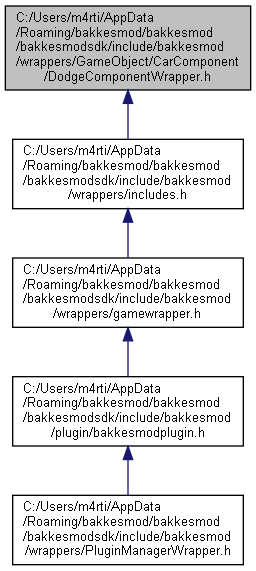 C:/Users/m4rti/AppData
/Roaming/bakkesmod/bakkesmod
/bakkesmodsdk/include/bakkesmod
/wrappers/GameObject/CarComponent
/DodgeComponentWrapper.h
C:/Users/m4rti/AppData
/Roaming/bakkesmod/bakkesmod
/bakkesmodsdk/include/bakkesmod
/wrappers/includes.h
C:/Users/m4rti/AppData
/Roaming/bakkesmod/bakkesmod
/bakkesmodsdk/include/bakkesmod
/wrappers/gamewrapper.h
C:/Users/m4rti/AppData
/Roaming/bakkesmod/bakkesmod
/bakkesmodsdk/include/bakkesmod
/plugin/bakkesmodplugin.h
C:/Users/m4rti/AppData
/Roaming/bakkesmod/bakkesmod
/bakkesmodsdk/include/bakkesmod
/wrappers/PluginManagerWrapper.h